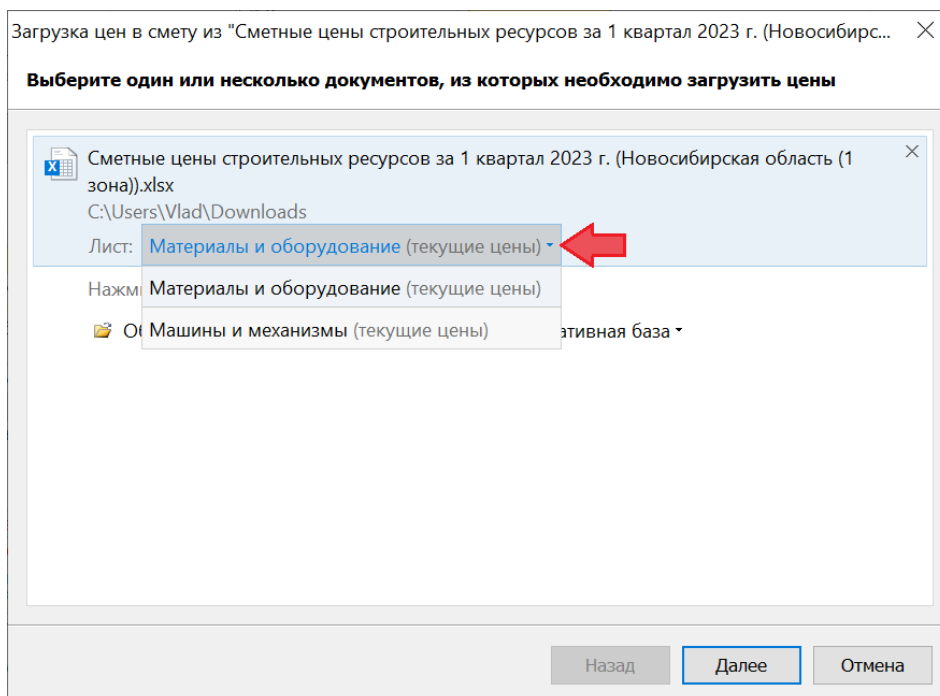 Загрузка цен в смету из "Сметные цены строительных ресурсов за 1 квартал 2023 г. (Новосибирс...
Выберите один или несколько документов, из которых необходимо загрузить цены
Сметные цены строительных ресурсов за 1 квартал 2023 г. (Новосибирская область (1
зона)).xlsx
C:\Users\Vlad\Downloads
Лист: Материалы и оборудование (текущие цены)
Материалы и оборудование (текущие цены)
Машины и механизмы (текущие цены)
база
Назад Далее Отмена